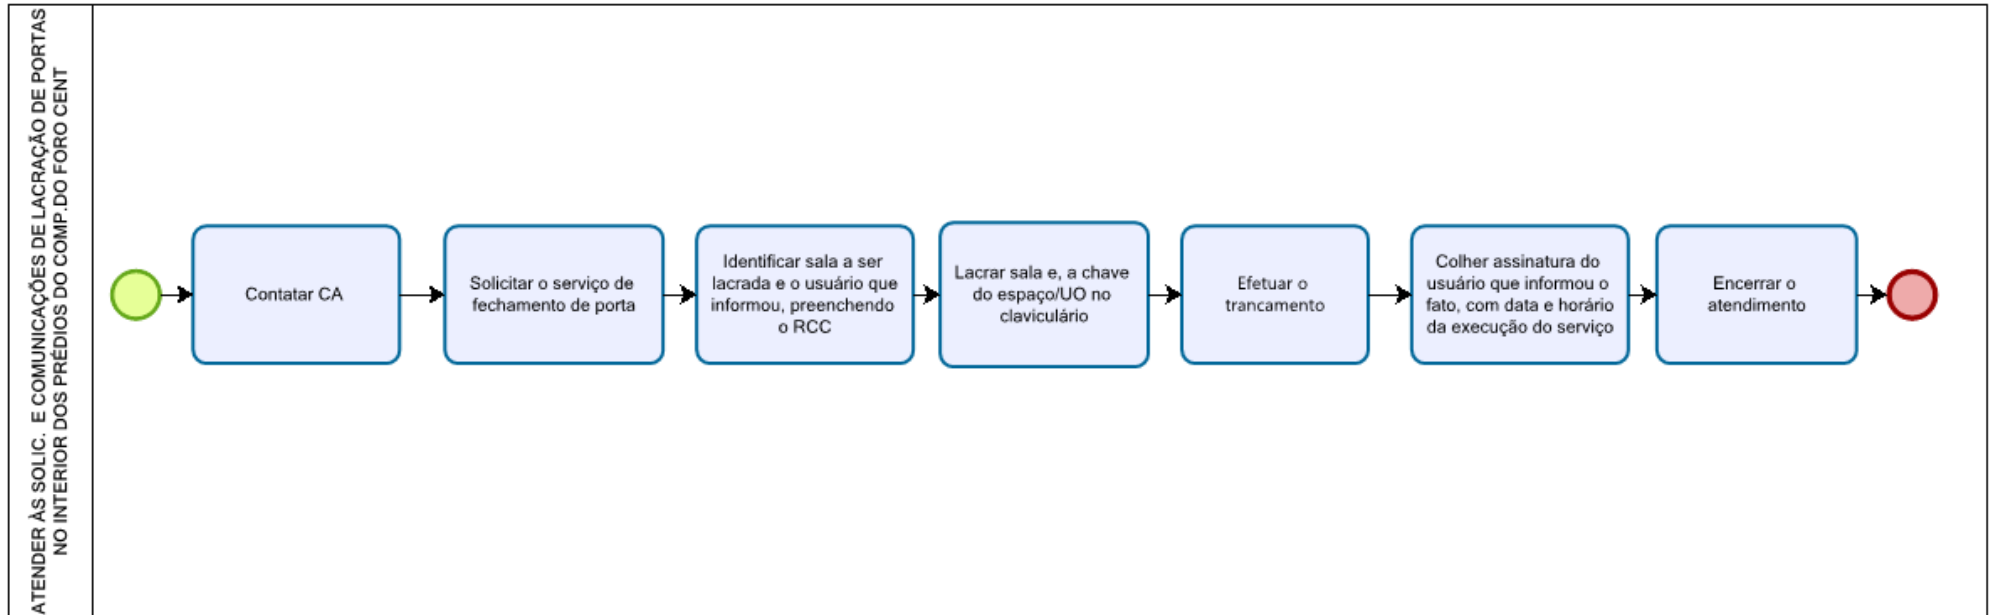 ATENDER ÀS SOLIC. E COMUNICAÇÕES DE LACRAÇÃO DE PORTAS
NO INTERIOR DOS PRÉDIOS DO COMP.DO FORO CENT
Contatar CA
Solicitar o serviço de
fechamento de porta
Identificar sala a ser
lacrada e o usuário que
informou, preenchendo
o RCC
Lacrar sala e, a chave
do espaço/UO no
claviculário
Efetuar o
trancamento
Colher assinatura do
usuário que informou o
fato, com data e horário
da execução do serviço
Encerrar o
atendimento